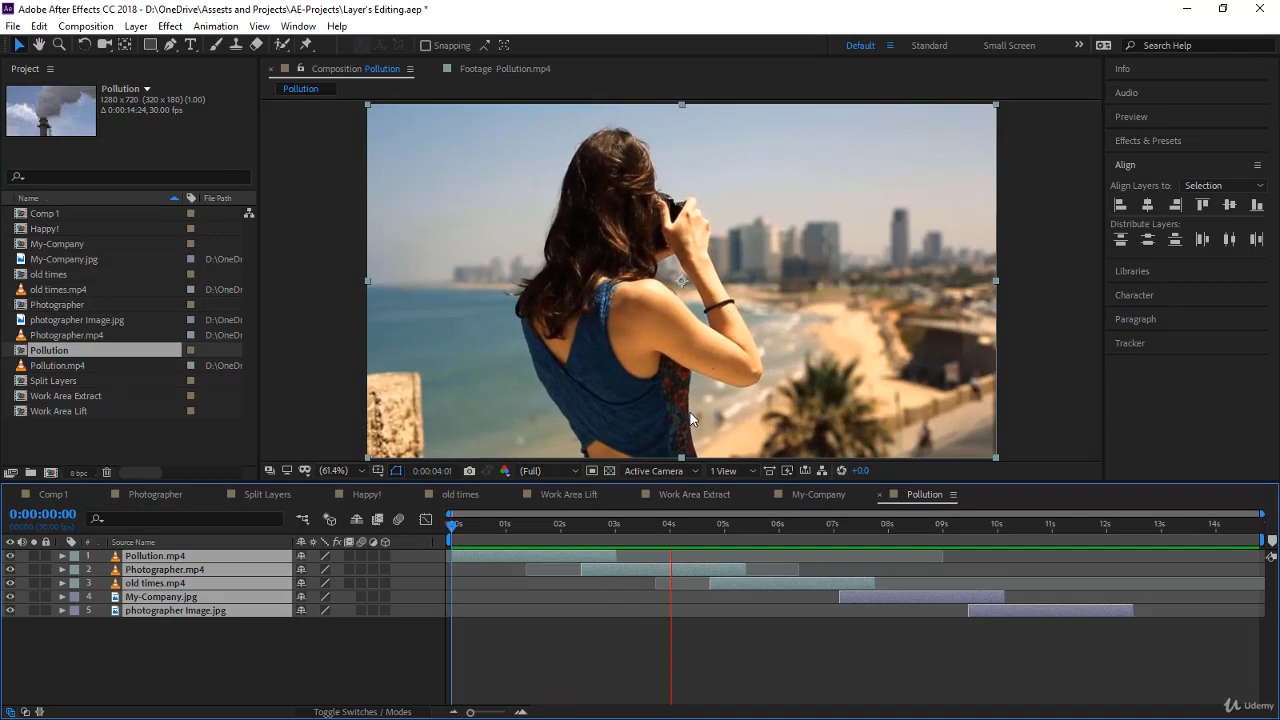 Adobe After Effects CC 2018 - D:\OneDrive\Assests and Projects\AE-Projects\Layer's Editing.aep *
File Edit Composition Layer Effect Animation View Window Help
Snapping Default Standard Small Screen Search Help
Project Composition Pollution Footage Pollution.mp4 Info
Pollution
1280 x 720 (320 x 180) (1.00)
Δ 0:00:14:24, 30.00 fps
Pollution
Audio
Preview
Effects & Presets
Align
Align Layers to: Selection
Distribute Layers:
Libraries
Character
Paragraph
Tracker
Name File Path
Comp 1
Happy!
My-Company
My-Company.jpg D:\OneDr
old times
old times.mp4 D:\OneDr
Photographer
photographer Image.jpg D:\OneDr
Photographer.mp4 D:\OneDr
Pollution
Pollution.mp4 D:\OneDr
Split Layers
Work Area Extract
Work Area Lift
8 bpc (61.4%) 0:00:04:01 (Full) Active Camera 1 View +0.0
Comp 1 Photographer Split Layers Happy! old times Work Area Lift Work Area Extract My-Company Pollution
0:00:00:00
00000 (30.00 fps)
00s 01s 02s 03s 04s 05s 06s 07s 08s 09s 10s 11s 12s 13s 14s
# Source Name
1 Pollution.mp4
2 Photographer.mp4
3 old times.mp4
4 My-Company.jpg
5 photographer Image.jpg
Toggle Switches / Modes
Udemy